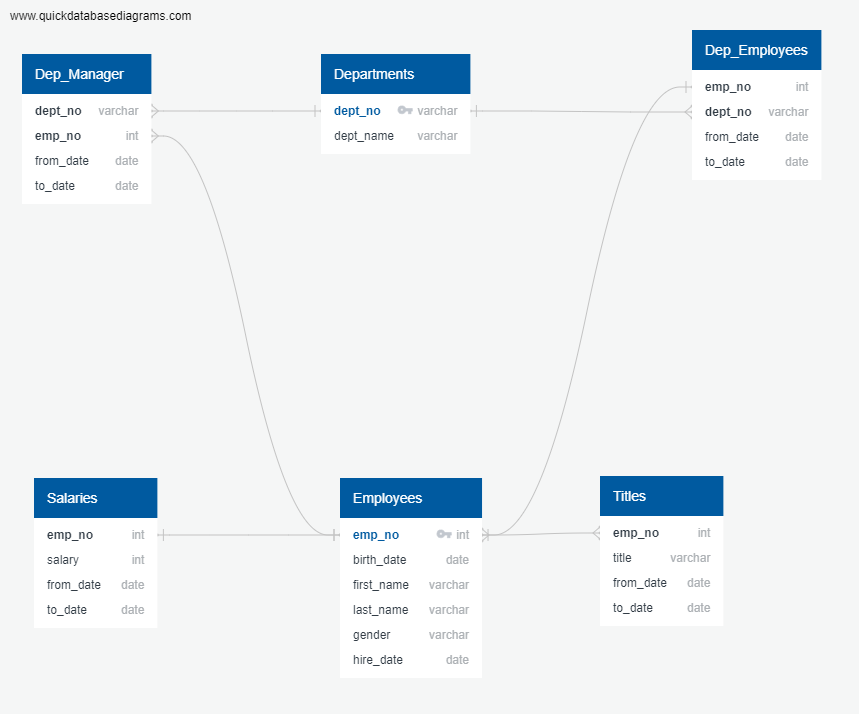 www.quickdatabasediagrams.com
Dep_Manager
dept_no varchar
emp_no int
from_date date
to_date date
Departments
dept_no varchar
dept_name varchar
Dep_Employees
emp_no int
dept_no varchar
from_date date
to_date date
Salaries
emp_no int
salary int
from_date date
to_date date
Employees
emp_no int
birth_date date
first_name varchar
last_name varchar
gender varchar
hire_date date
Titles
emp_no int
title varchar
from_date date
to_date date